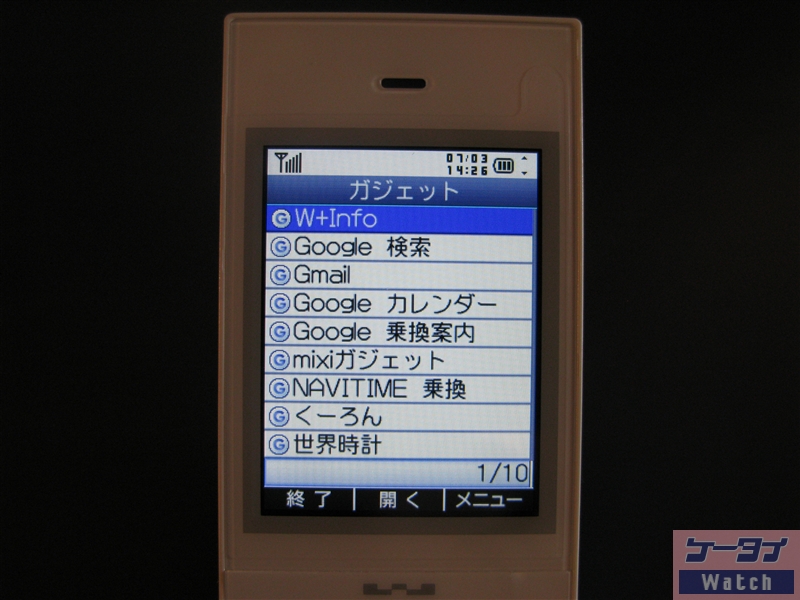 07/03
14:26
ガジェット
W+Info
Google 検索
Gmail
Google カレンダー
Google 乗換案内
mixiガジェット
NAVITIME 乗換
くーろん
世界時計
1/10
終了 開く メニュー
ケータイ
Watch